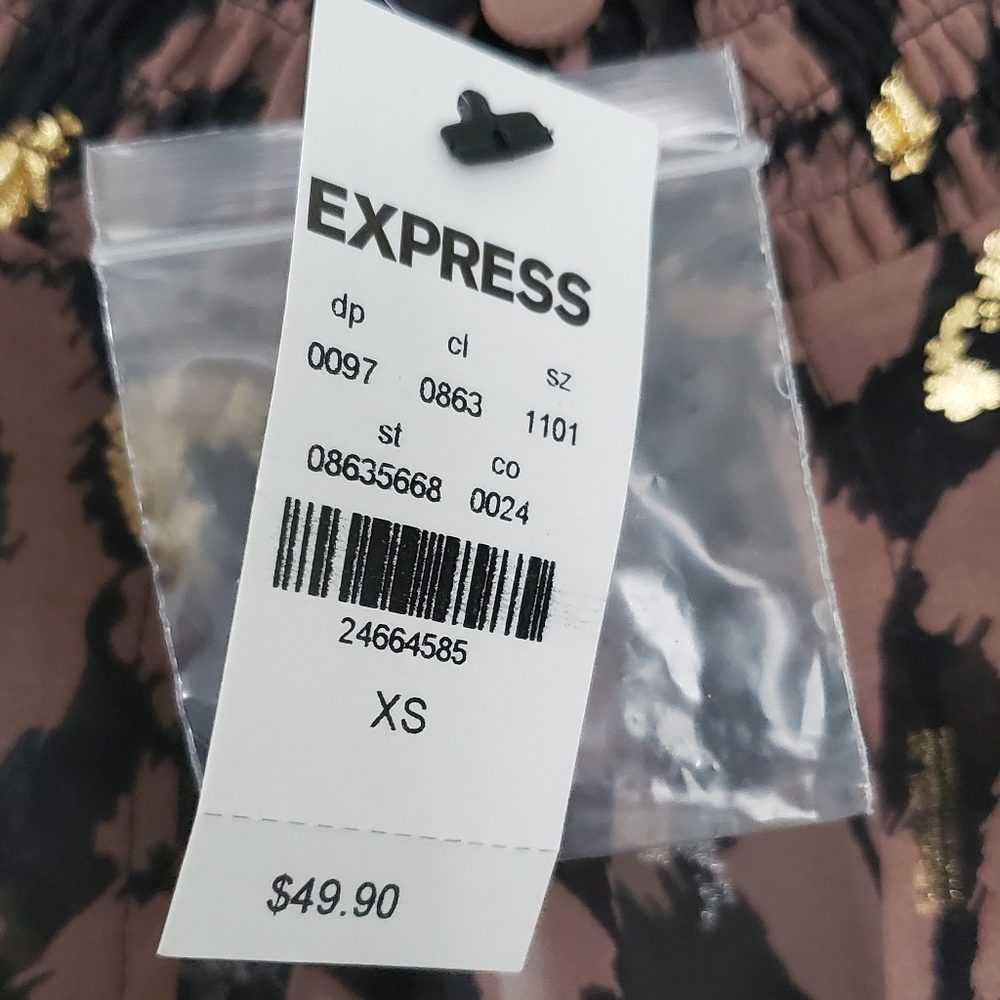 EXPRESS
dp cl sz
0097 0863 1101
st co
08635668 0024
24664585
XS
$49.90